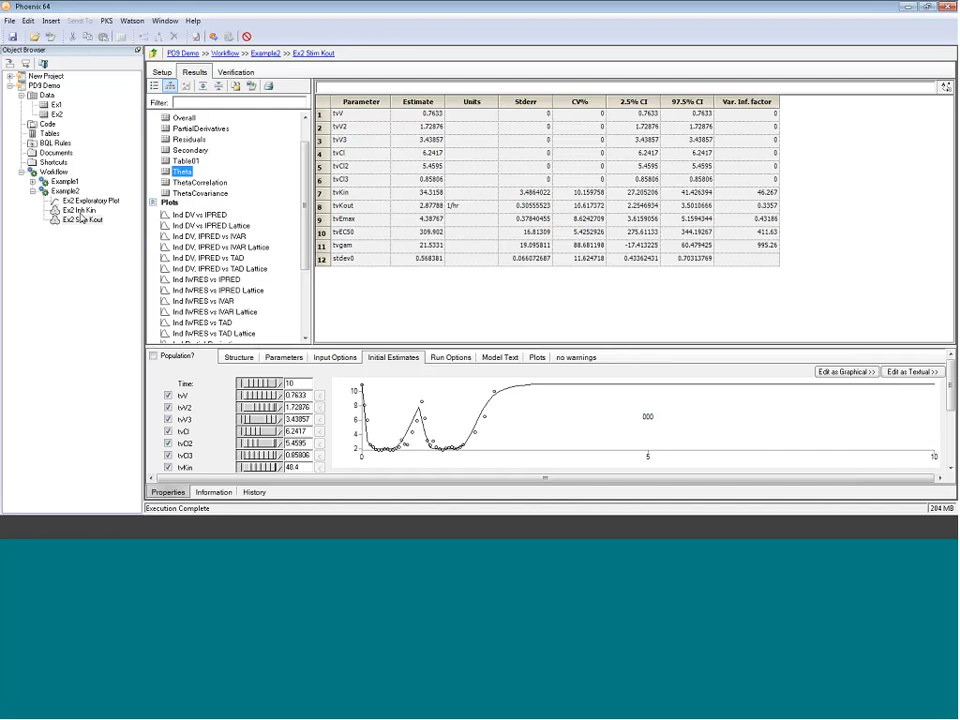 Phoenix 64
File Edit Insert Send To PKS Watson Window Help
Object Browser
New Project
PD9 Demo
Data
Ex1
Ex2
Code
Tables
BQL Rules
Documents
Shortcuts
Workflow
Example1
Example2
Ex2 Exploratory Plot
Ex2 Inh Kin
Ex2 Stim Kout
PD9 Demo >> Workflow >> Example2 >> Ex2 Stim Kout
Setup Results Verification
Filter:
Overall
PartialDerivatives
Residuals
Secondary
Table01
Theta
ThetaCorrelation
ThetaCovariance
Plots
Ind DV vs IPRED
Ind DV vs IPRED Lattice
Ind DV, IPRED vs IVAR
Ind DV, IPRED vs IVAR Lattice
Ind DV, IPRED vs TAD
Ind DV, IPRED vs TAD Lattice
Ind IWRES vs IPRED
Ind IWRES vs IPRED Lattice
Ind IWRES vs IVAR
Ind IWRES vs IVAR Lattice
Ind IWRES vs TAD
Ind IWRES vs TAD Lattice
Parameter Estimate Units Stderr CV% 2.5% CI 97.5% CI Var. Inf. factor
1 tvV 0.7633 0 0 0.7633 0.7633 0
2 tvV2 1.72876 0 0 1.72876 1.72876 0
3 tvV3 3.43857 0 0 3.43857 3.43857 0
4 tvCl 6.2417 0 0 6.2417 6.2417 0
5 tvCl2 5.4595 0 0 5.4595 5.4595 0
6 tvCl3 0.85806 0 0 0.85806 0.85806 0
7 tvKin 34.3158 3.4864022 10.159758 27.205206 41.426394 46.267
8 tvKout 2.87788 1/hr 0.30555523 10.617372 2.2546934 3.5010666 0.3357
9 tvEmax 4.38767 0.37840455 8.6242709 3.6159056 5.1594344 0.43186
10 tvEC50 309.902 16.81309 5.4252926 275.61133 344.19267 411.63
11 tvgam 21.5331 19.095811 88.681198 -17.413225 60.479425 995.26
12 stdev0 0.568381 0.066072687 11.624718 0.43362431 0.70313769
Population? Structure Parameters Input Options Initial Estimates Run Options Model Text Plots no warnings
Edit as Graphical >> Edit as Textual >>
Time: 10
tvV 0.7633
tvV2 1.72876
tvV3 3.43857
tvCl 6.2417
tvCl2 5.4595
tvCl3 0.85806
tvKin 48.4
10
8
6
4
2
0 5 10
000
Properties Information History
Execution Complete 204 MB